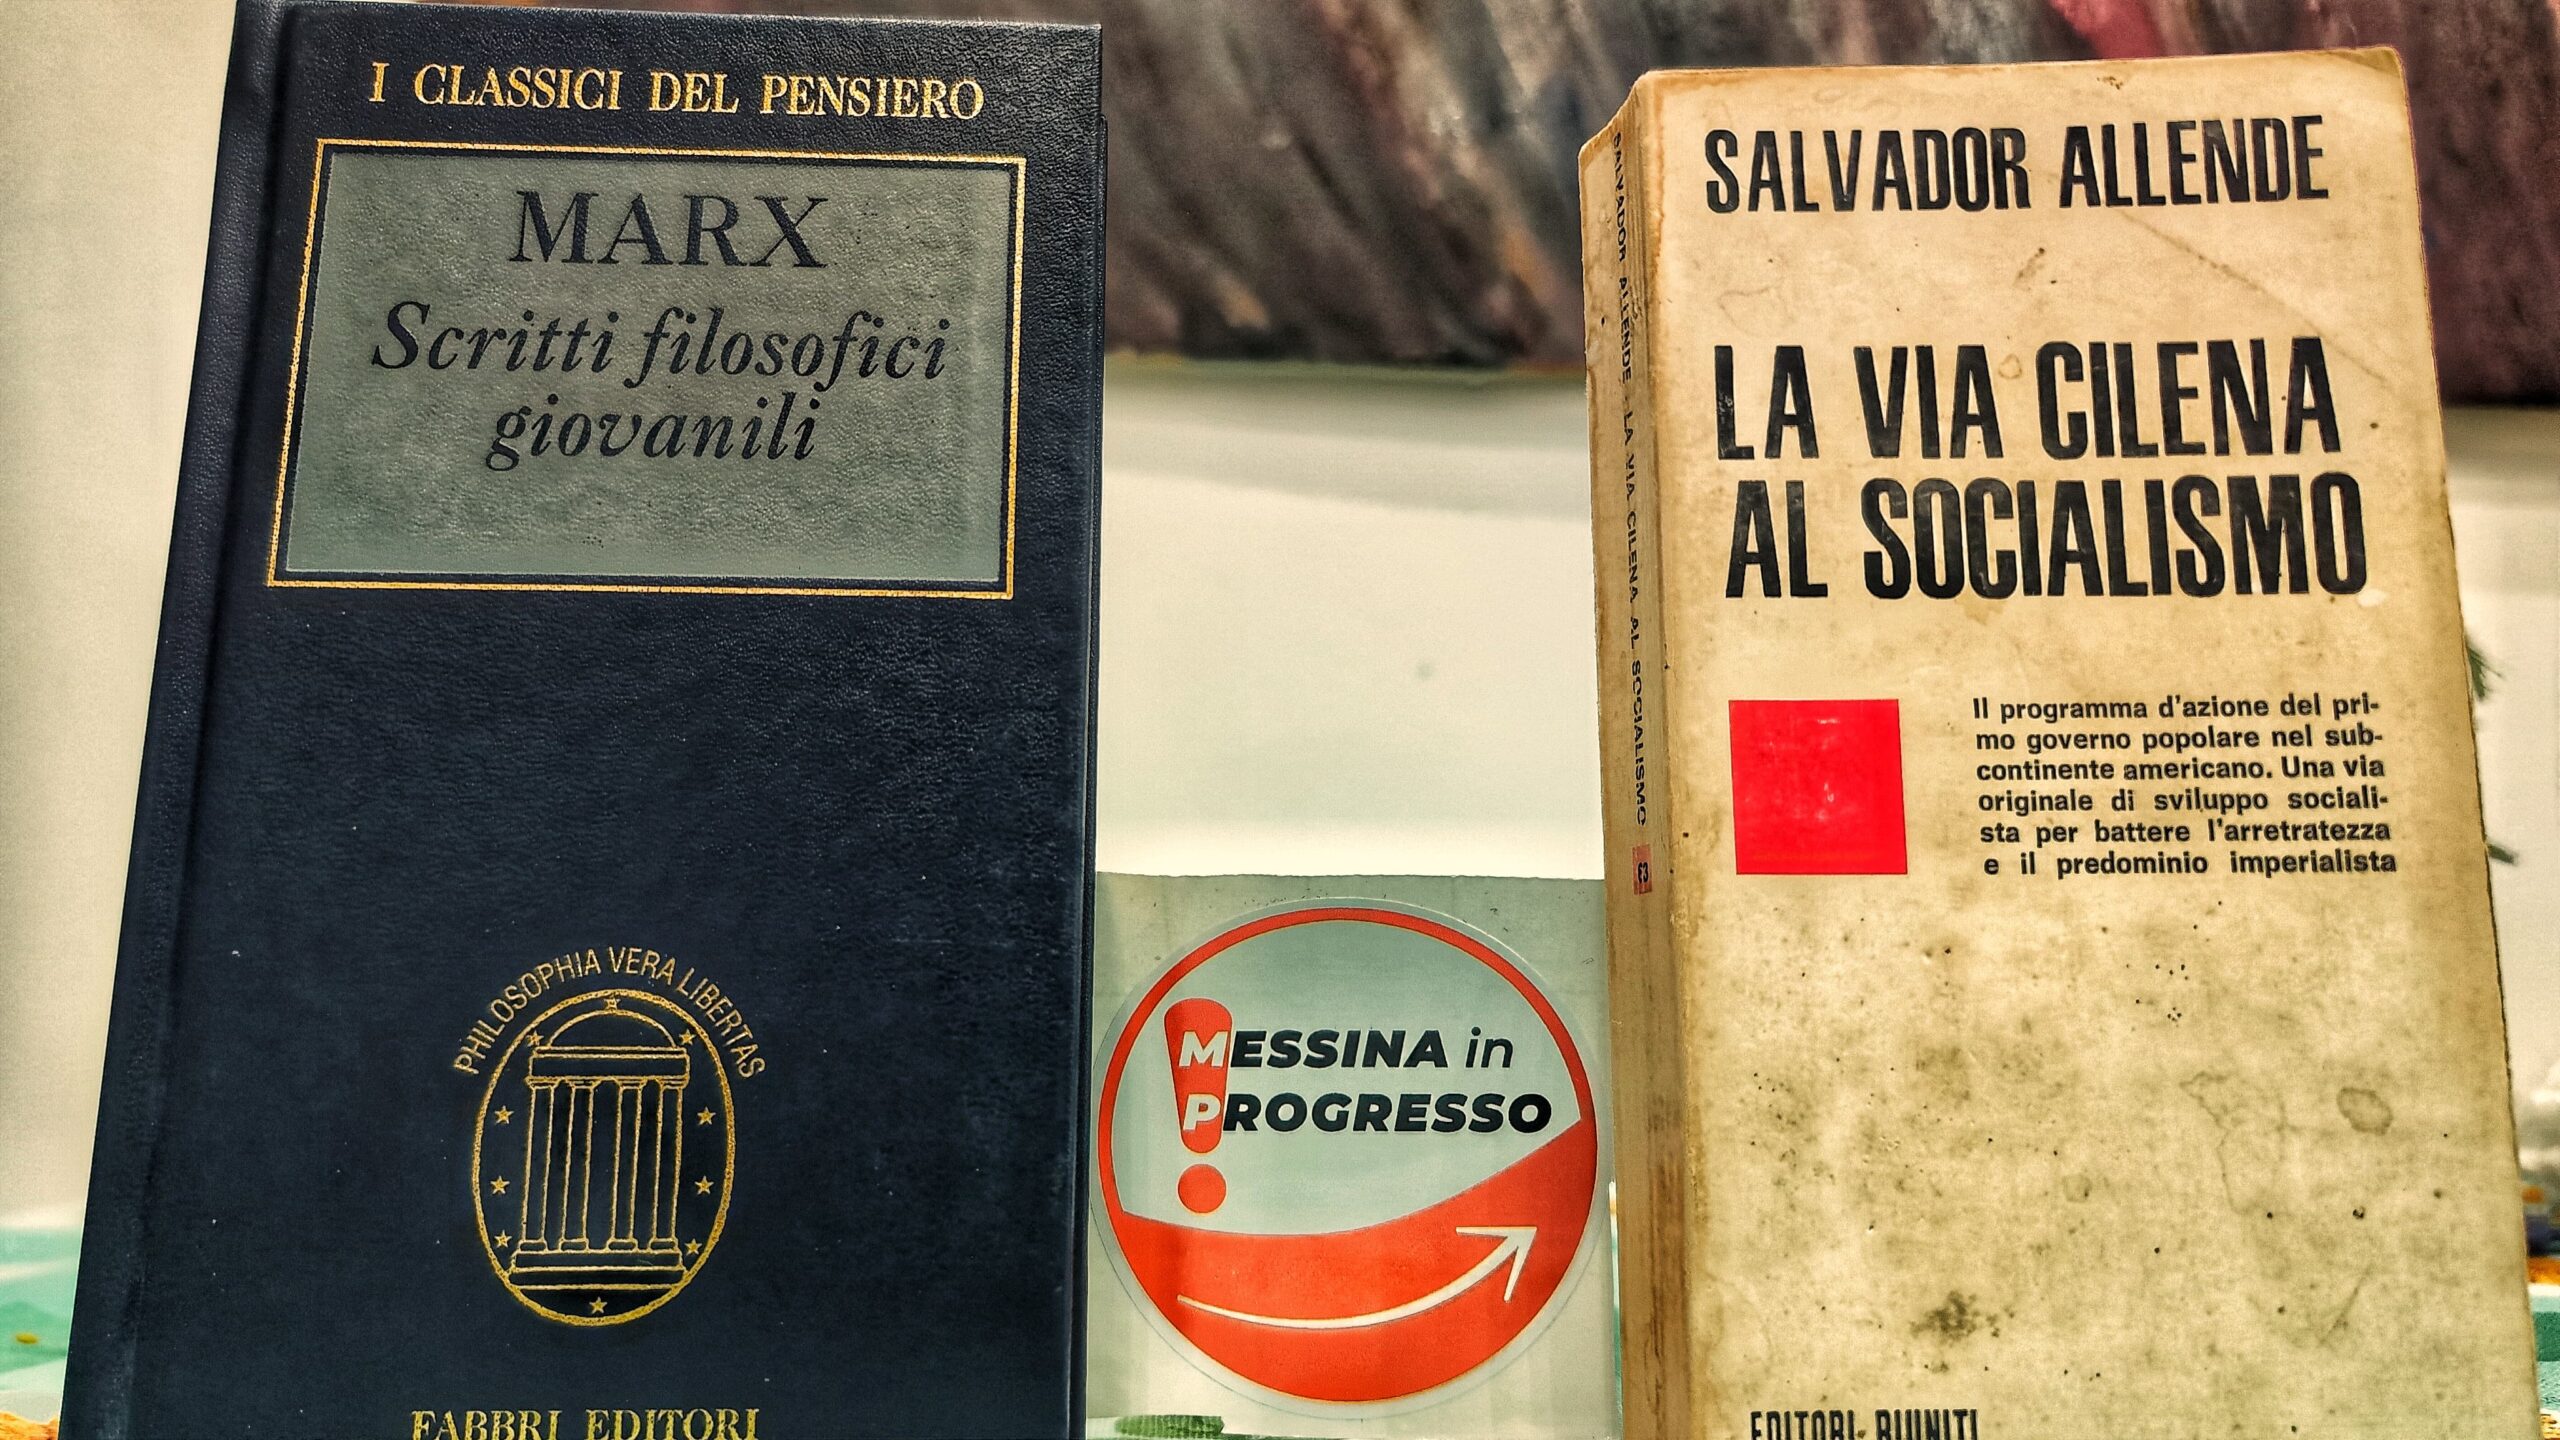 I CLASSICI DEL PENSIERO
MARX
Scritti filosofici
giovanili
PHILOSOPHIA VERA LIBERTAS
FABBRI EDITORI
MESSINA in
PROGRESSO
SALVADOR ALLENDE - LA VIA CILENA AL SOCIALISMO
SALVADOR ALLENDE
LA VIA CILENA
AL SOCIALISMO
Il programma d'azione del pri-
mo governo popolare nel sub-
continente americano. Una via
originale di sviluppo sociali-
sta per battere l'arretratezza
e il predominio imperialista
EDITORI RIUNITI